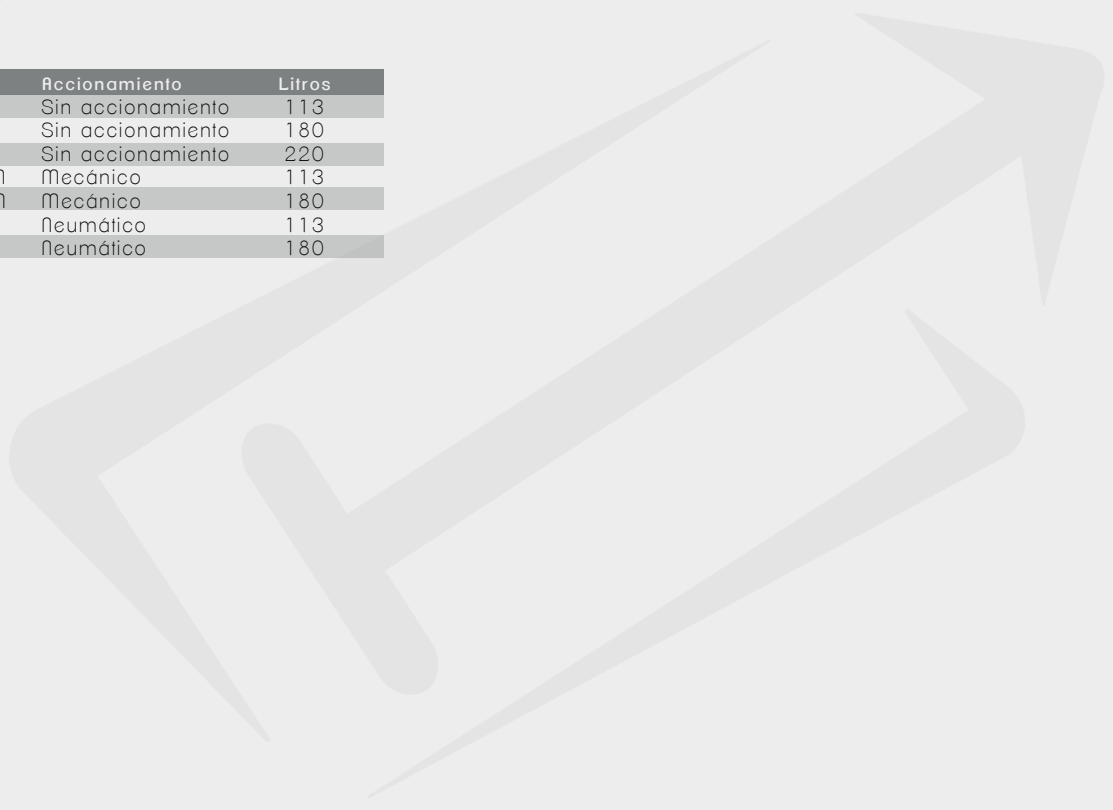 Accionamiento Litros
Sin accionamiento 113
Sin accionamiento 180
Sin accionamiento 220
Mecánico 113
Mecánico 180
Neumático 113
Neumático 180